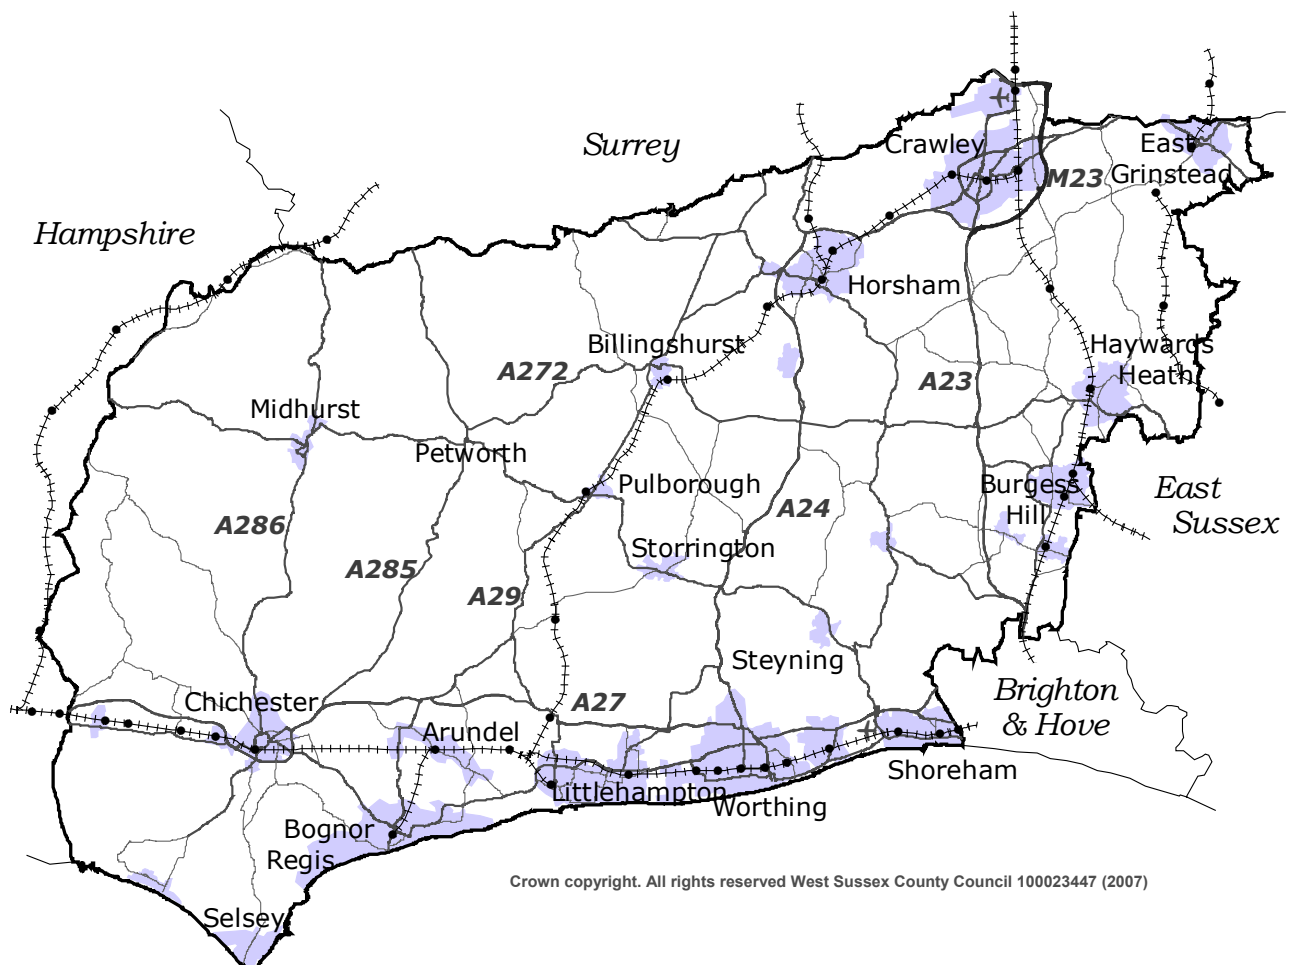 Surrey
Crawley
East
Grinstead
M23
Hampshire
Horsham
Billingshurst
Haywards
Heath
A272
A23
Midhurst
Petworth
Pulborough
Burgess
Hill
East
Sussex
A286
A24
Storrington
A285
A29
Steyning
Chichester
A27
Brighton
& Hove
Arundel
Shoreham
Littlehampton
Worthing
Bognor
Regis
Crown copyright. All rights reserved West Sussex County Council 100023447 (2007)
Selsey